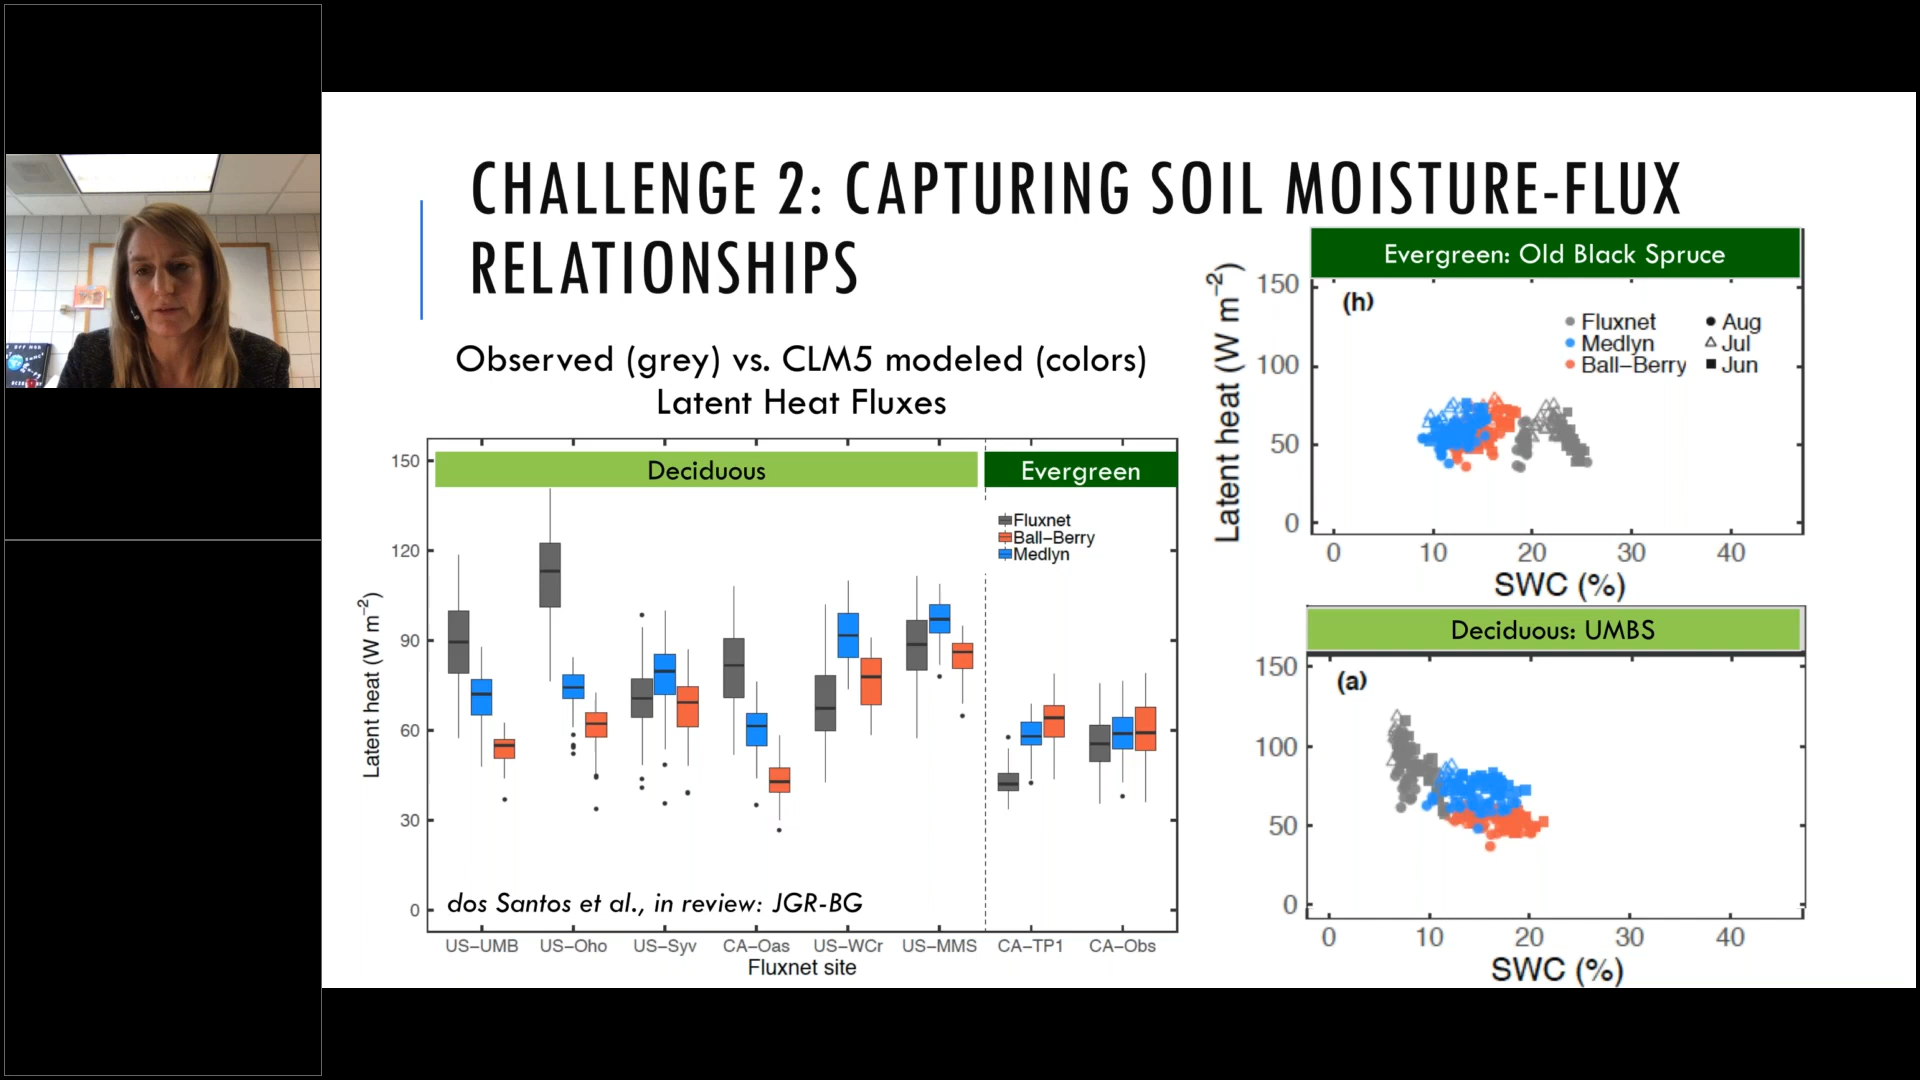 CHALLENGE 2: CAPTURING SOIL MOISTURE-FLUX
RELATIONSHIPS
Observed (grey) vs. CLM5 modeled (colors)
Latent Heat Fluxes
Deciduous
Evergreen
Fluxnet
Ball−Berry
Medlyn
150
120
90
60
30
0
Latent heat (W m−2)
dos Santos et al., in review: JGR-BG
US−UMB US−Oho US−Syv CA−Oas US−WCr US−MMS CA−TP1 CA−Obs
Fluxnet site
Evergreen: Old Black Spruce
(h)
Fluxnet
Medlyn
Ball−Berry
Aug
Jul
Jun
150
100
50
0
Latent heat (W m−2)
0 10 20 30 40
SWC (%)
Deciduous: UMBS
(a)
150
100
50
0
0 10 20 30 40
SWC (%)